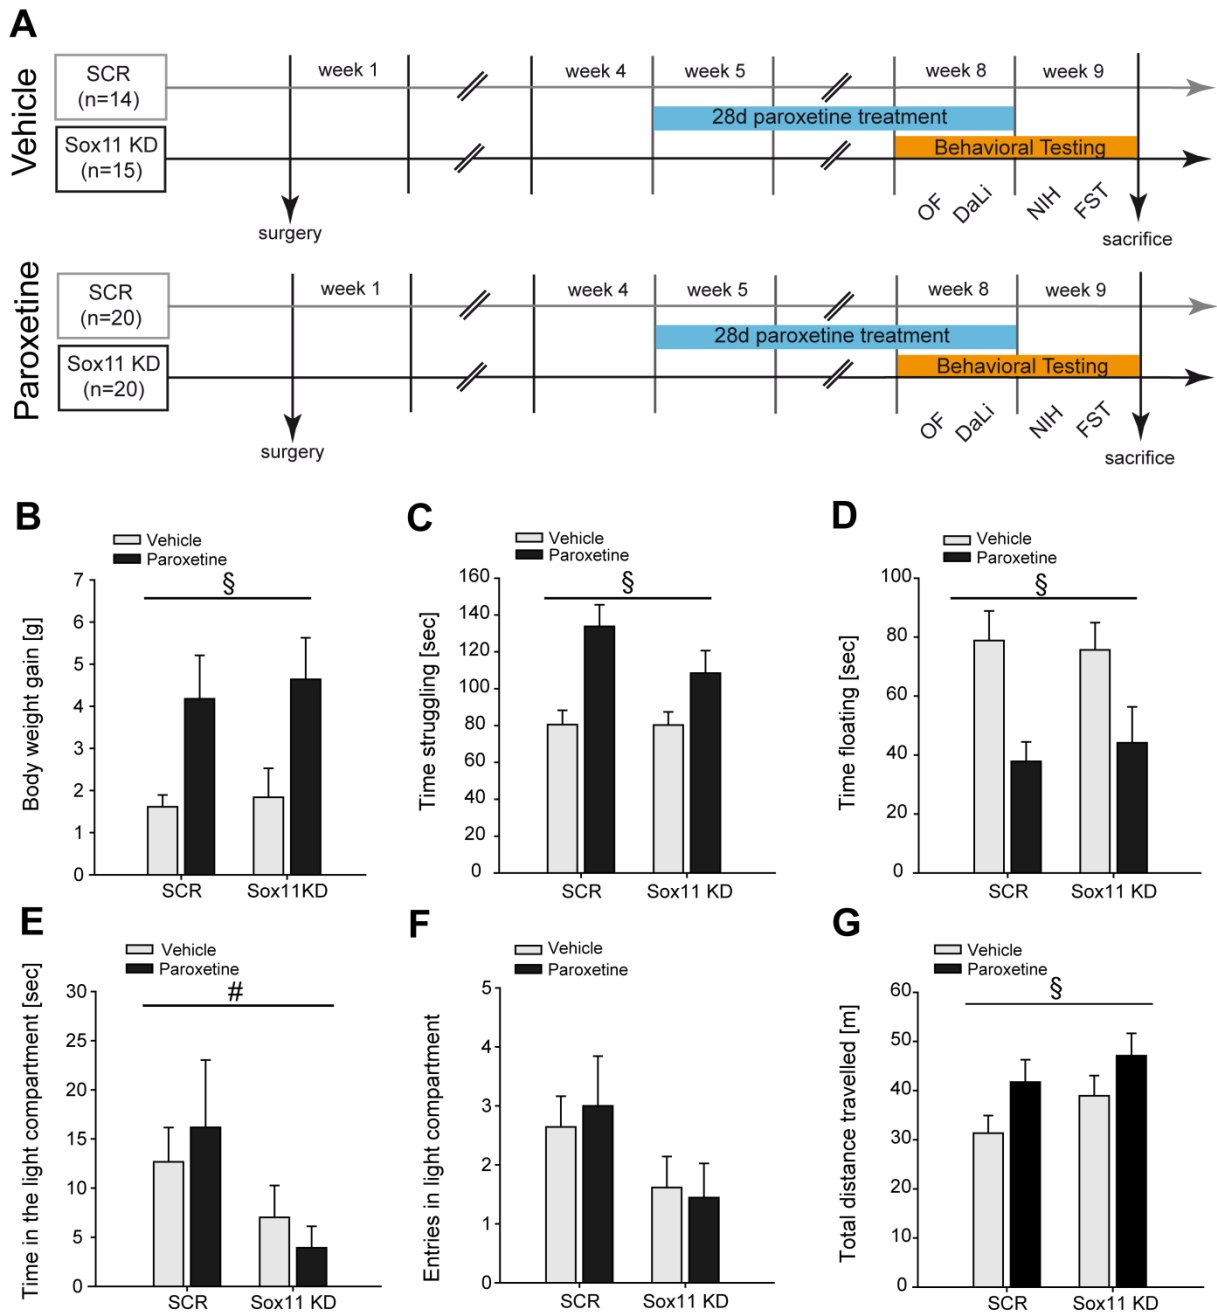 A
Vehicle
SCR
(n=14)
Sox11 KD
(n=15)
week 1
week 4
week 5
week 8
week 9
28d paroxetine treatment
Behavioral Testing
OF
DaLi
NIH
FST
surgery
sacrifice
Paroxetine
SCR
(n=20)
Sox11 KD
(n=20)
week 1
week 4
week 5
week 8
week 9
28d paroxetine treatment
Behavioral Testing
OF
DaLi
NIH
FST
surgery
sacrifice
B
Vehicle
Paroxetine
§
Body weight gain [g]
7
6
5
4
3
2
1
0
SCR
Sox11KD
C
Vehicle
Paroxetine
§
Time struggling [sec]
160
140
120
100
80
60
40
20
0
SCR
Sox11 KD
D
Vehicle
Paroxetine
§
Time floating [sec]
100
80
60
40
20
0
SCR
Sox11 KD
E
Vehicle
Paroxetine
#
Time in the light compartment [sec]
30
25
20
15
10
5
0
SCR
Sox11 KD
F
Vehicle
Paroxetine
Entries in light compartment
5
4
3
2
1
0
SCR
Sox11 KD
G
Vehicle
Paroxetine
§
Total distance travelled [m]
60
50
40
30
20
10
0
SCR
Sox11 KD